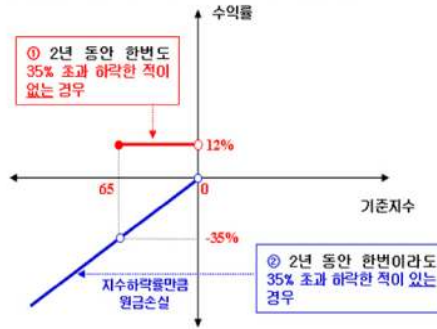 수익률
① 2년 동안 한번도
35% 초과 하락한 적이
없는 경우
12%
65
0
기준지수
-35%
지수하락률만큼
원금손실
② 2년 동안 한번이라도
35% 초과 하락한 적이 있는
경우